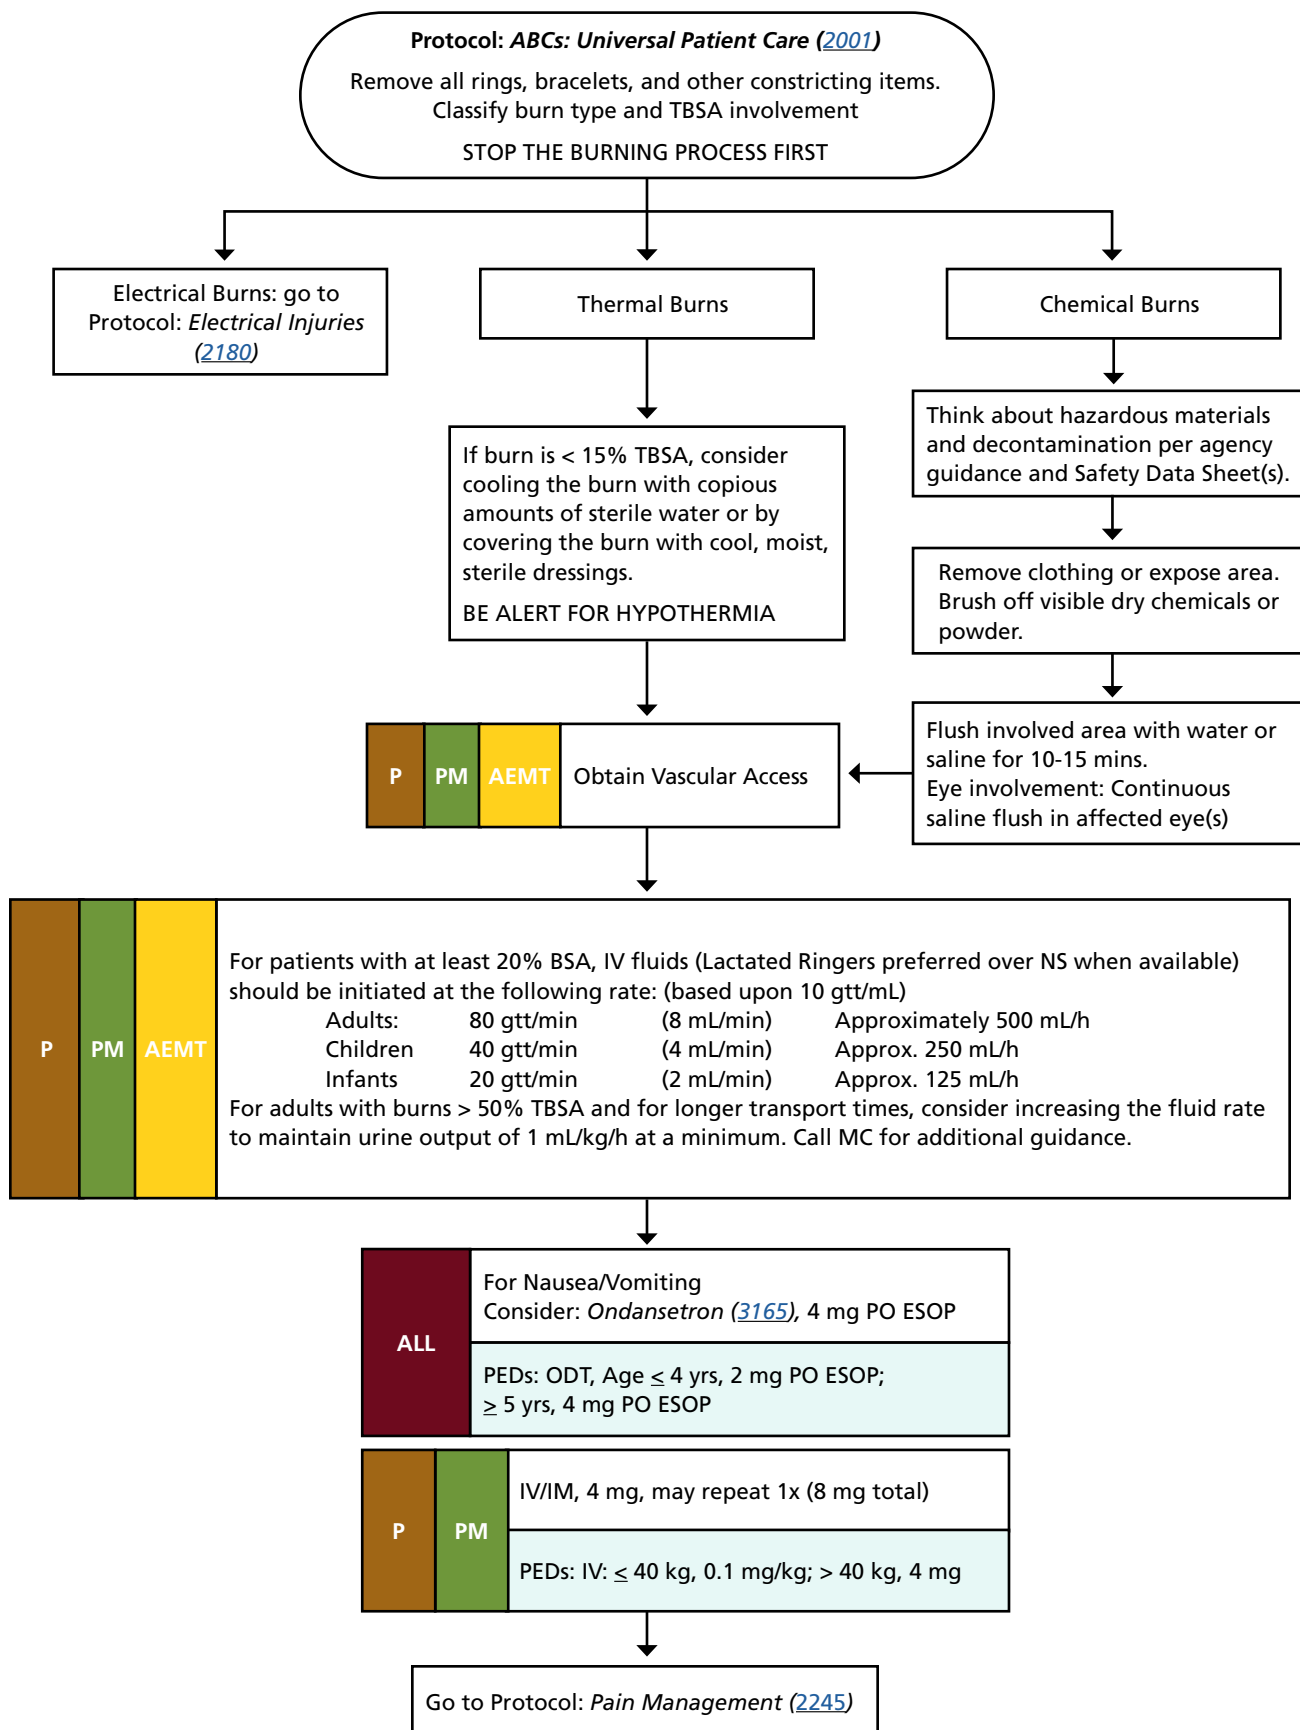 Protocol: ABCs: Universal Patient Care (2001)
Remove all rings, bracelets, and other constricting items.
Classify burn type and TBSA involvement
STOP THE BURNING PROCESS FIRST
Electrical Burns: go to
Protocol: Electrical Injuries
(2180)
Thermal Burns
Chemical Burns
If burn is < 15% TBSA, consider
cooling the burn with copious
amounts of sterile water or by
covering the burn with cool, moist,
sterile dressings.
BE ALERT FOR HYPOTHERMIA
Think about hazardous materials
and decontamination per agency
guidance and Safety Data Sheet(s).
Remove clothing or expose area.
Brush off visible dry chemicals or
powder.
Flush involved area with water or
saline for 10-15 mins.
Eye involvement: Continuous
saline flush in affected eye(s)
P PM AEMT Obtain Vascular Access
P PM AEMT
For patients with at least 20% BSA, IV fluids (Lactated Ringers preferred over NS when available)
should be initiated at the following rate: (based upon 10 gtt/mL)
Adults: 80 gtt/min (8 mL/min) Approximately 500 mL/h
Children 40 gtt/min (4 mL/min) Approx. 250 mL/h
Infants 20 gtt/min (2 mL/min) Approx. 125 mL/h
For adults with burns > 50% TBSA and for longer transport times, consider increasing the fluid rate
to maintain urine output of 1 mL/kg/h at a minimum. Call MC for additional guidance.
ALL
For Nausea/Vomiting
Consider: Ondansetron (3165), 4 mg PO ESOP
PEDs: ODT, Age ≤ 4 yrs, 2 mg PO ESOP;
≥ 5 yrs, 4 mg PO ESOP
P PM
IV/IM, 4 mg, may repeat 1x (8 mg total)
PEDs: IV: ≤ 40 kg, 0.1 mg/kg; > 40 kg, 4 mg
Go to Protocol: Pain Management (2245)